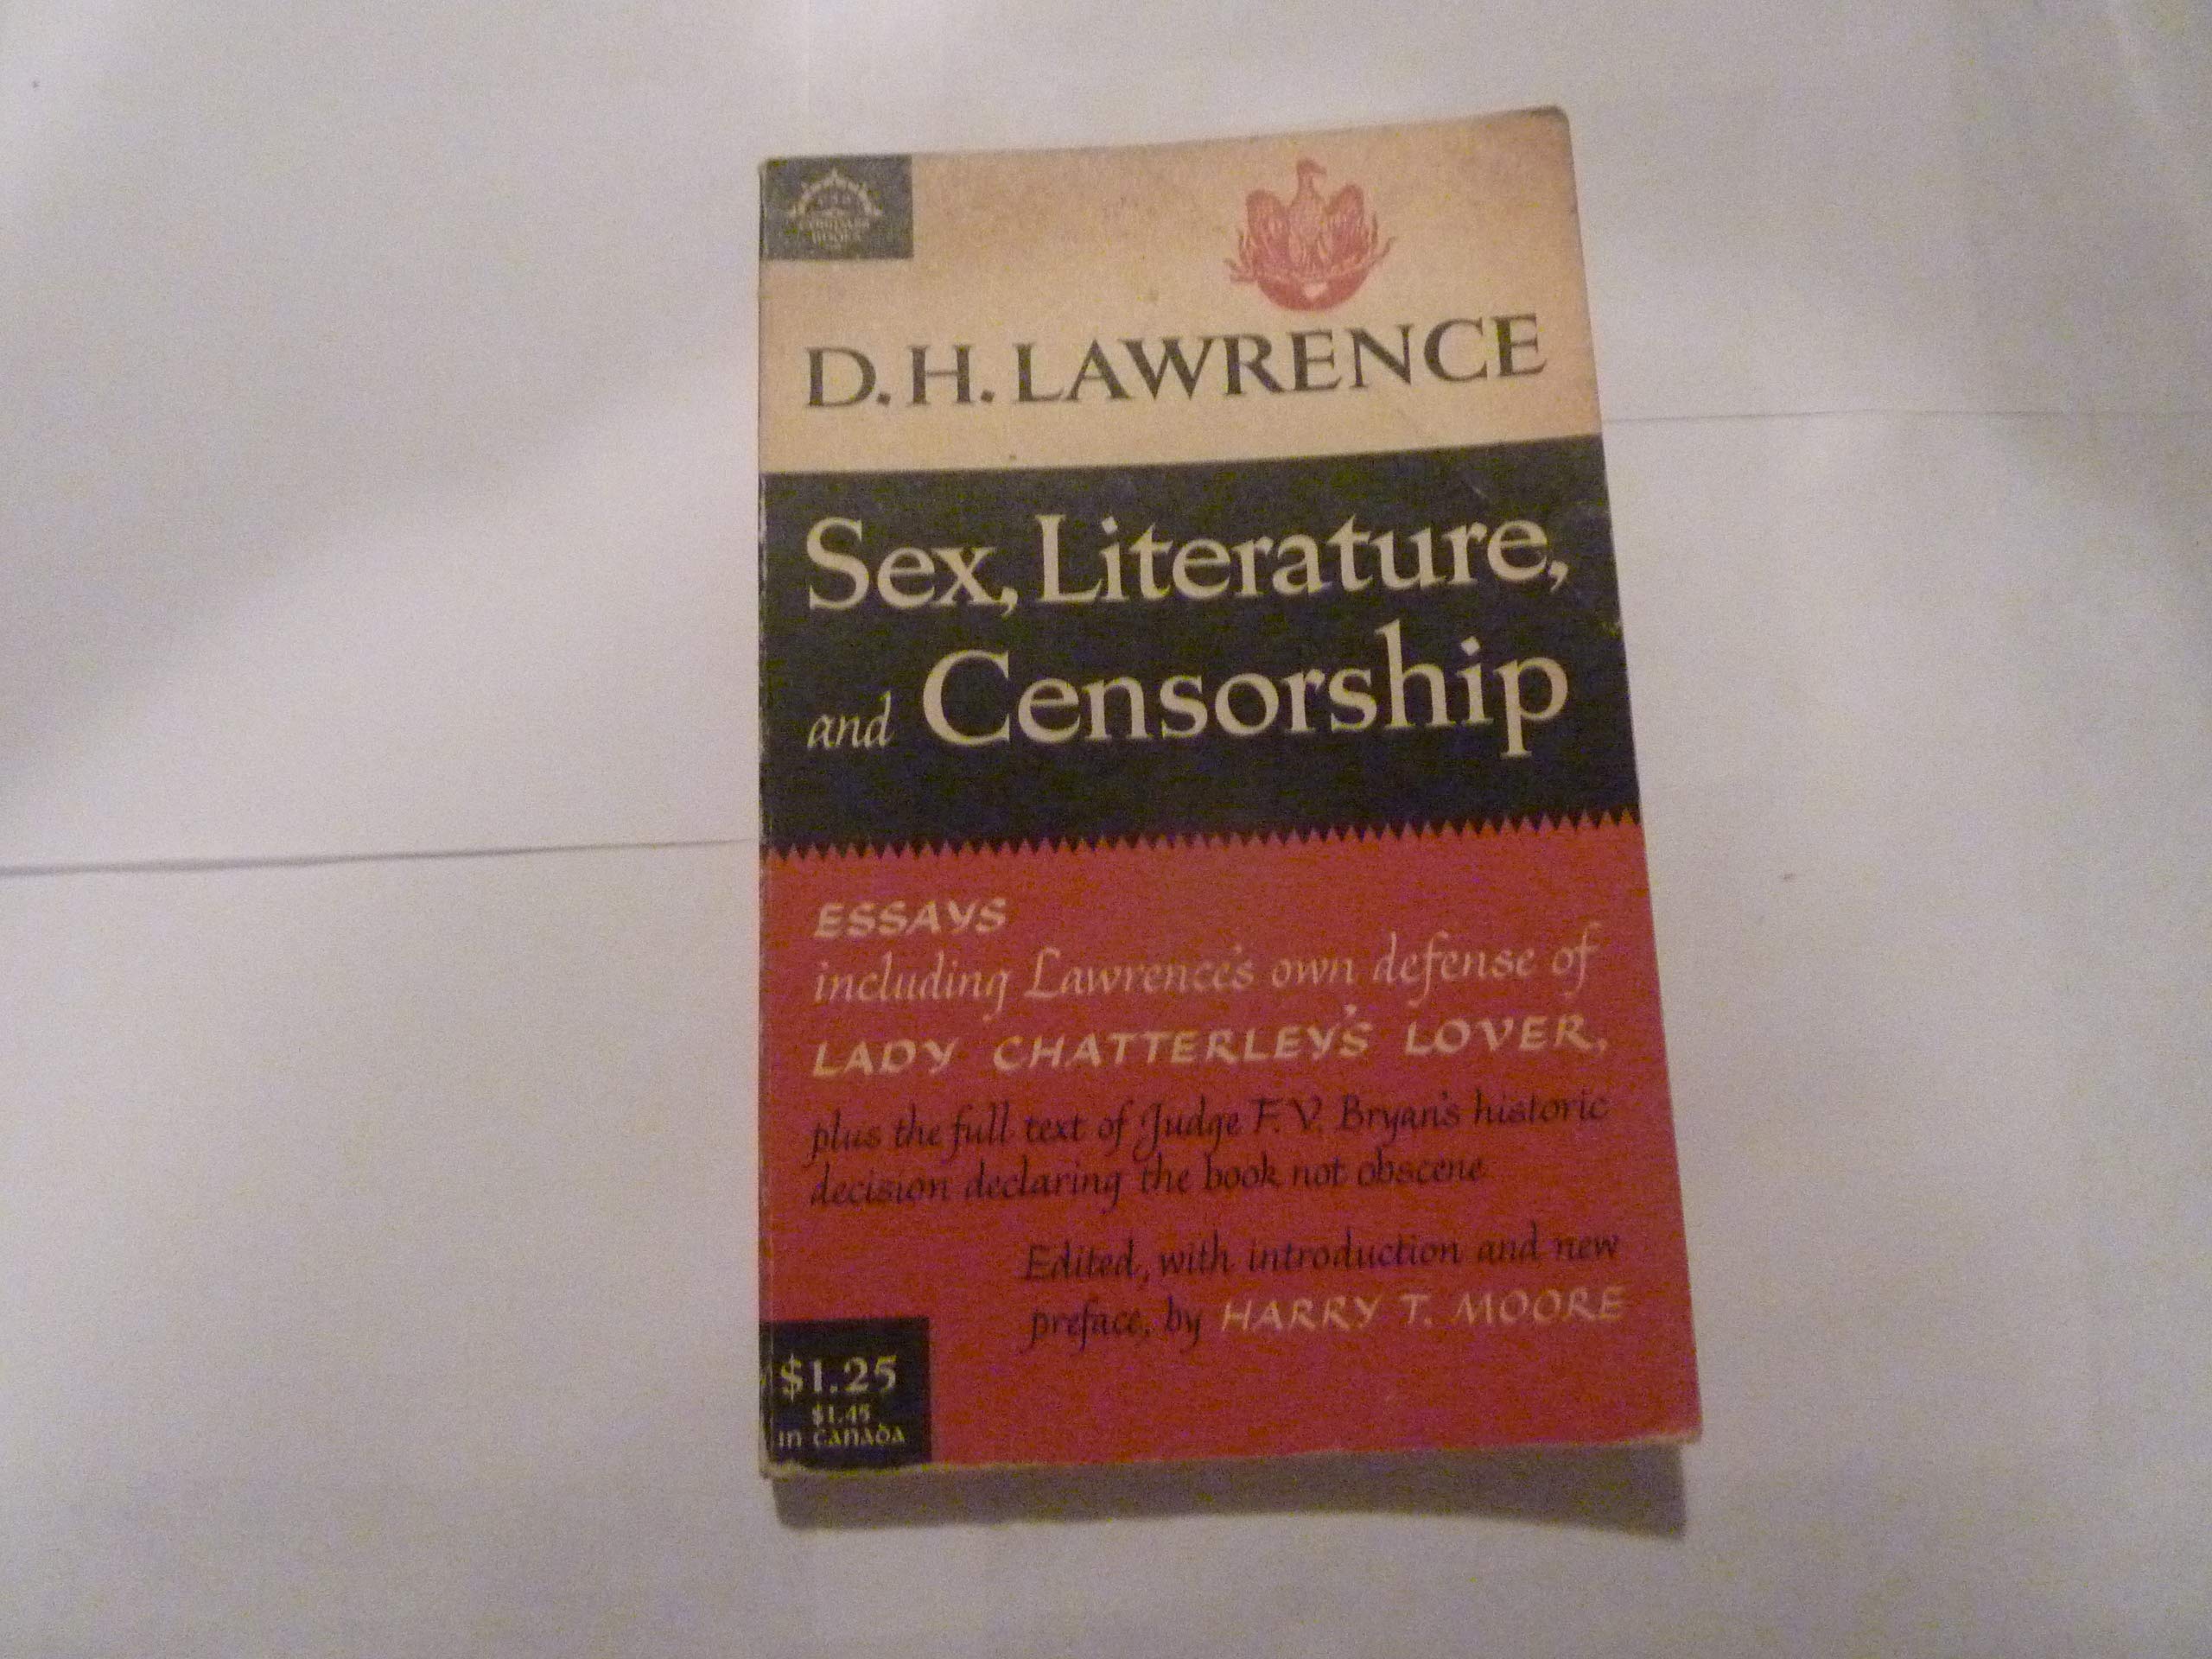 COMPASS
BOOKS
D. H. LAWRENCE
Sex, Literature,
and Censorship
ESSAYS
including Lawrence's own defense of
LADY CHATTERLEY'S LOVER,
plus the full text of Judge F. V. Bryan's historic
decision declaring the book not obscene
Edited, with introduction and new
preface, by HARRY T. MOORE
$1.25
$1.45
in CANADA